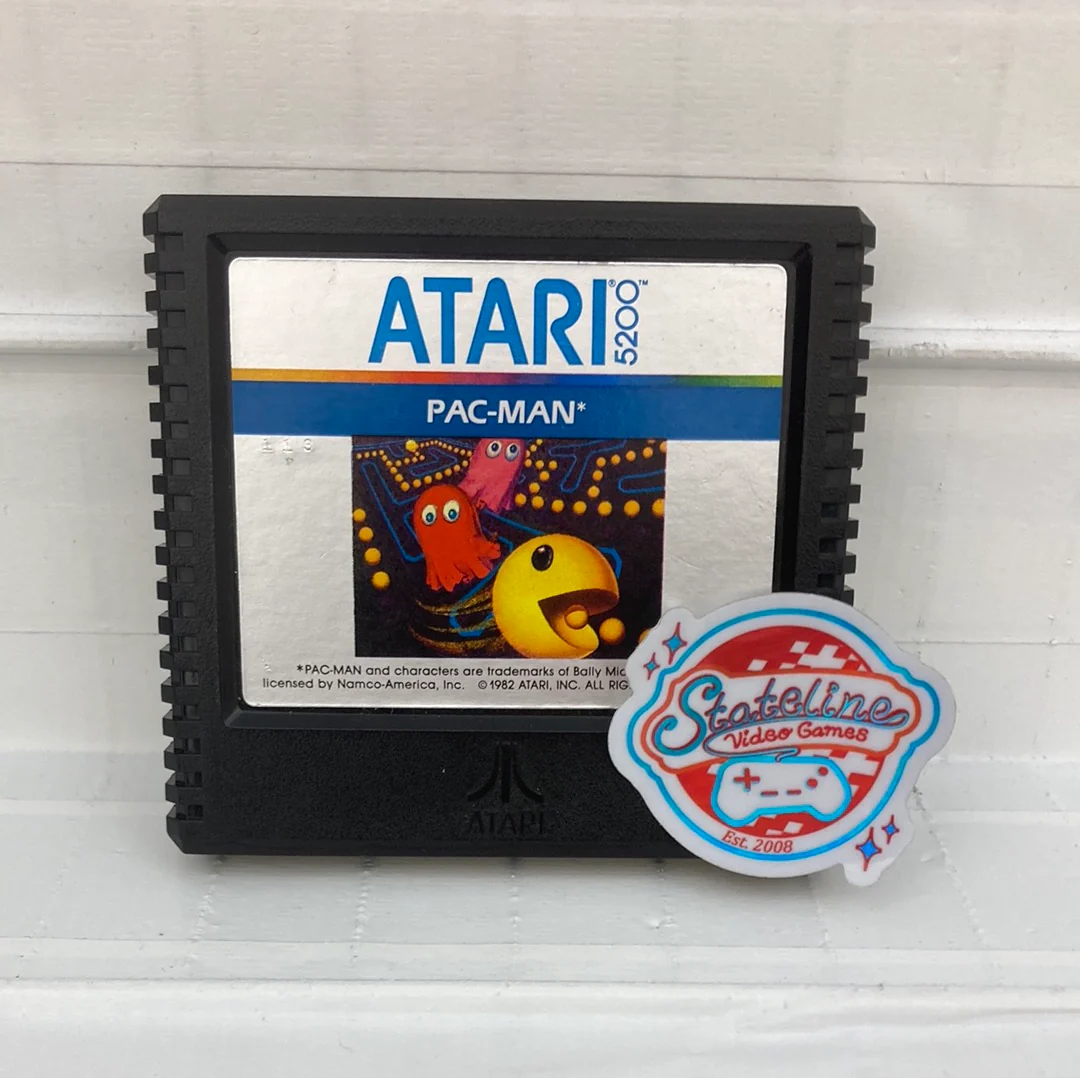 ATARI® 5200™
PAC-MAN*
113
*PAC-MAN and characters are trademarks of Bally
licensed by Namco-America, Inc. ©1982 ATARI, INC. ALL
ATARI
Stateline
Video Games
Est. 2008